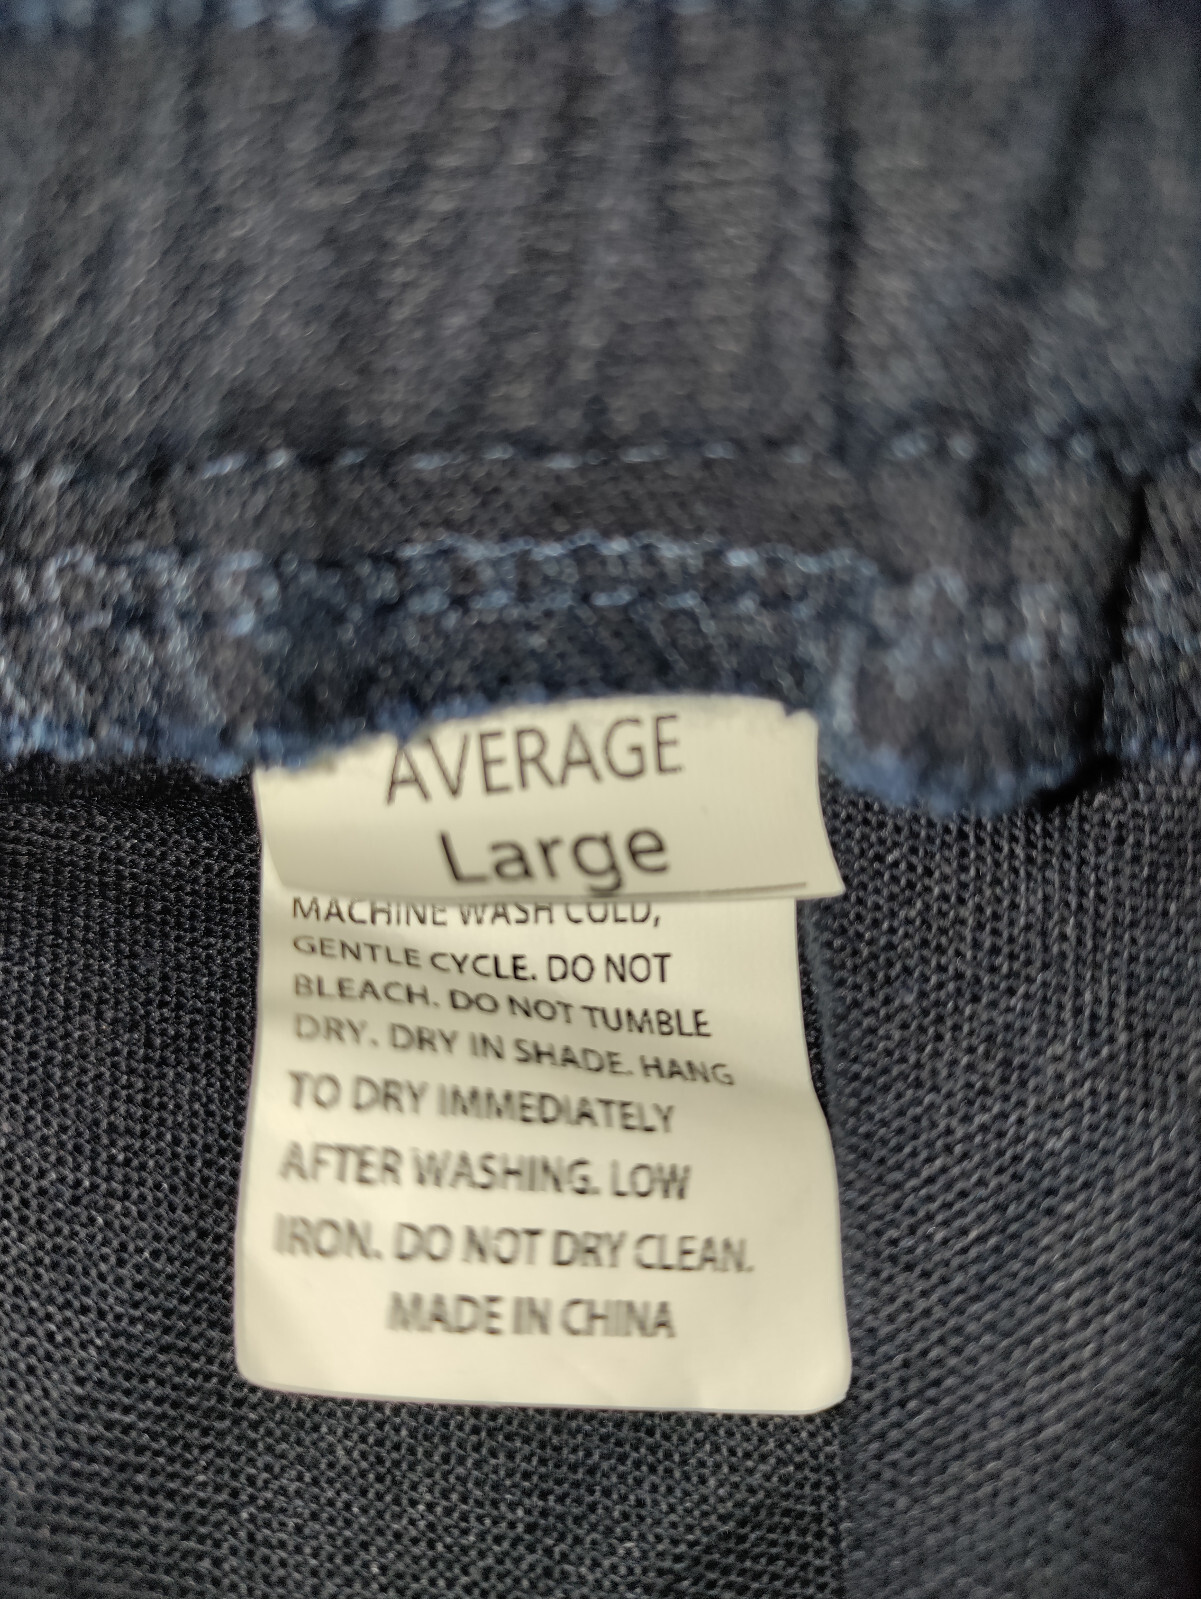 AVERAGE
Large
MACHINE WASH COLD,
GENTLE CYCLE. DO NOT
BLEACH. DO NOT TUMBLE
DRY. DRY IN SHADE. HANG
TO DRY IMMEDIATELY
AFTER WASHING. LOW
IRON. DO NOT DRY CLEAN.
MADE IN CHINA